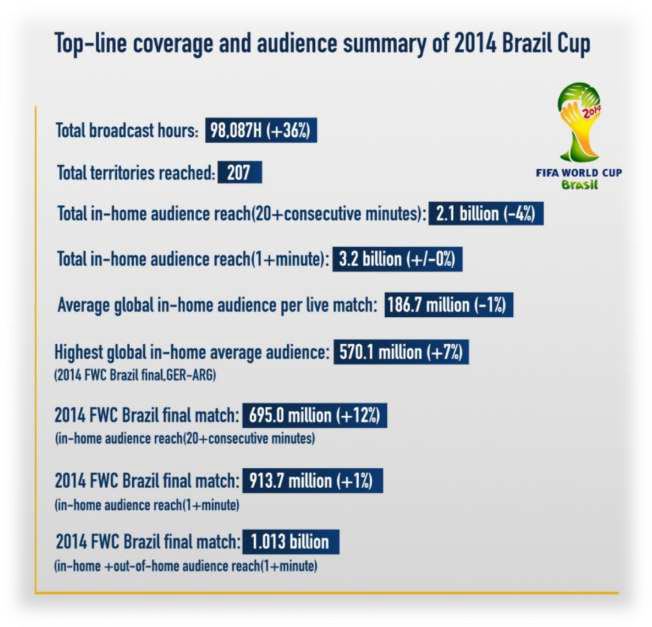 Top-line coverage and audience summary of 2014 Brazil Cup
2014
FIFA WORLD CUP
Brasil
Total broadcast hours: 98,087H (+36%)
Total territories reached: 207
Total in-home audience reach(20+consecutive minutes): 2.1 billion (-4%)
Total in-home audience reach(1+minute): 3.2 billion (+/-0%)
Average global in-home audience per live match: 186.7 million (-1%)
Highest global in-home average audience: 570.1 million (+7%)
(2014 FWC Brazil final,GER-ARG)
2014 FWC Brazil final match: 695.0 million (+12%)
(in-home audience reach(20+consecutive minutes)
2014 FWC Brazil final match: 913.7 million (+1%)
(in-home audience reach(1+minute)
2014 FWC Brazil final match: 1.013 billion
(in-home +out-of-home audience reach(1+minute)